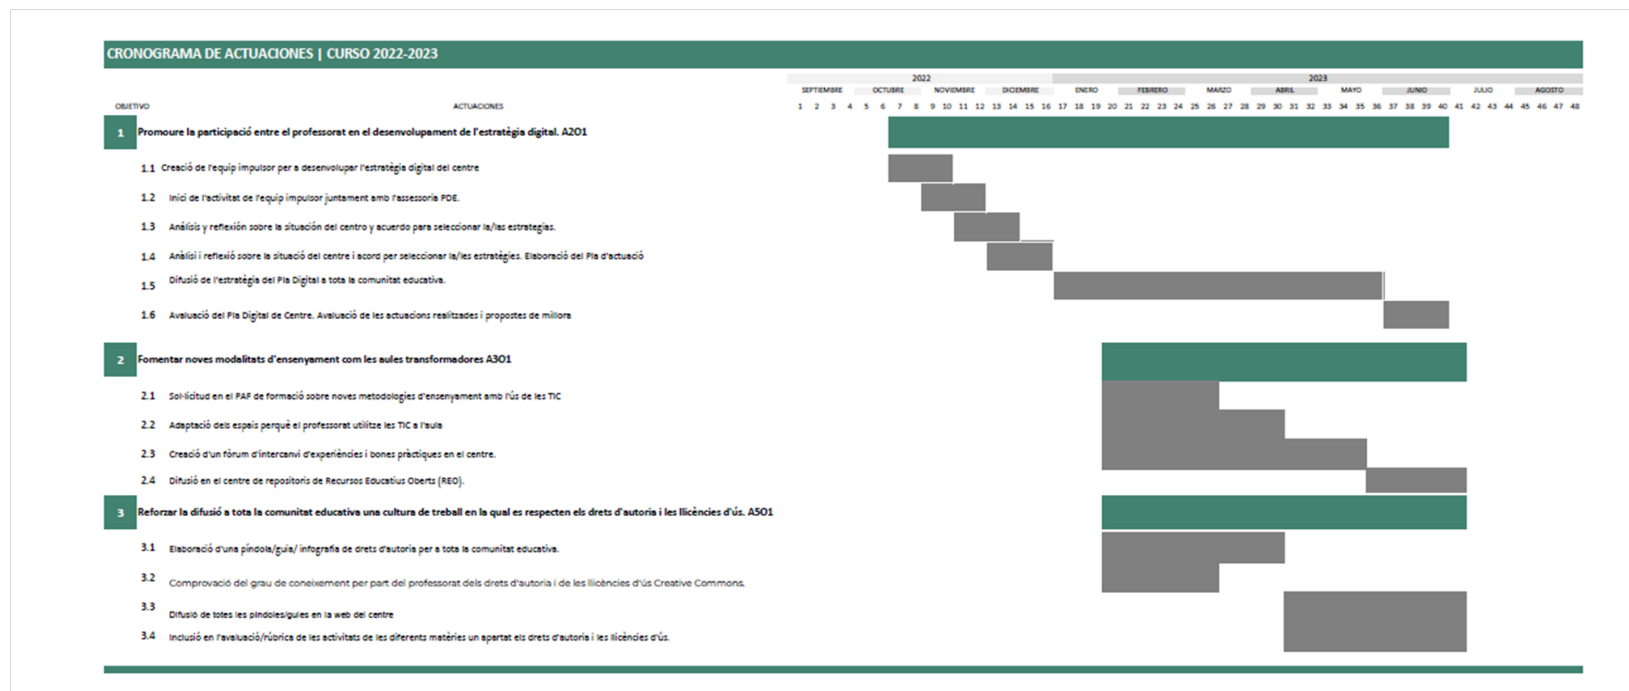 CRONOGRAMA DE ACTUACIONES | CURSO 2022-2023
2022 2023
SEPTIEMBRE OCTUBRE NOVIEMBRE DICIEMBRE ENERO FEBRERO MARZO ABRIL MAYO JUNIO JULIO AGOSTO
OBJETIVO ACTUACIONES 1 2 3 4 5 6 7 8 9 10 11 12 13 14 15 16 17 18 19 20 21 22 23 24 25 26 27 28 29 30 31 32 33 34 35 36 37 38 39 40 41 42 43 44 45 46 47 48
1 Promoure la participació entre el professorat en el desenvolupament de l'estratègia digital. A2O1
1.1 Creació de l'equip impulsor per a desenvolupar l'estratègia digital del centre
1.2 Inici de l'activitat de l'equip impulsor juntament amb l'assessoria PDE.
1.3 Análisis y reflexión sobre la situación del centro y acuerdo para seleccionar la/las estrategias.
1.4 Anàlisi i reflexió sobre la situació del centre i acord per seleccionar la/les estratègies. Elaboració del Pla d'actuació
1.5 Difusió de l'estratègia del Pla Digital a tota la comunitat educativa.
1.6 Avaluació del Pla Digital de Centre. Avaluació de les actuacions realitzades i propostes de millora
2 Fomentar noves modalitats d'ensenyament com les aules transformadores A3O1
2.1 Sol·licitud en el PAF de formació sobre noves metodologies d'ensenyament amb l'ús de les TIC
2.2 Adaptació dels espais perquè el professorat utilitze les TIC a l'aula
2.3 Creació d'un fòrum d'intercanvi d'experiències i bones pràctiques en el centre.
2.4 Difusió en el centre de repositoris de Recursos Educatius Oberts (REO).
3 Reforzar la difusió a tota la comunitat educativa una cultura de treball en la qual es respecten els drets d'autoria i les llicències d'ús. A5O1
3.1 Elaboració d'una píndola/guia/ infografia de drets d'autoria per a tota la comunitat educativa.
3.2 Comprovació del grau de coneixement per part del professorat dels drets d'autoria i de les llicències d'ús Creative Commons.
3.3 Difusió de totes les píndoles/guies en la web del centre
3.4 Inclusió en l'avaluació/rúbrica de les activitats de les diferents matèries un apartat els drets d'autoria i les llicències d'ús.